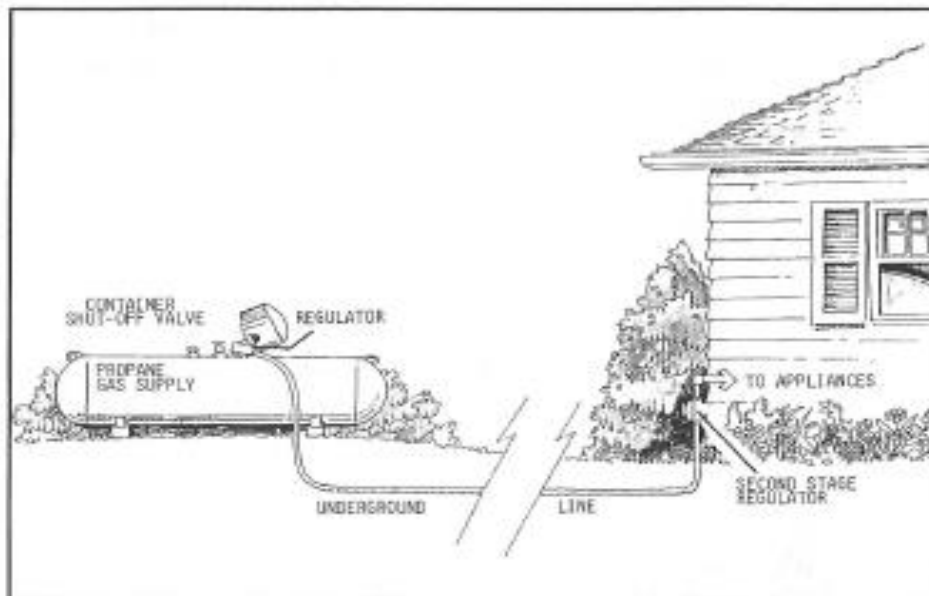 CONTAINER
SHUT-OFF VALVE
REGULATOR
PROPANE
GAS SUPPLY
TO APPLIANCES
SECOND STAGE
REGULATOR
UNDERGROUND LINE